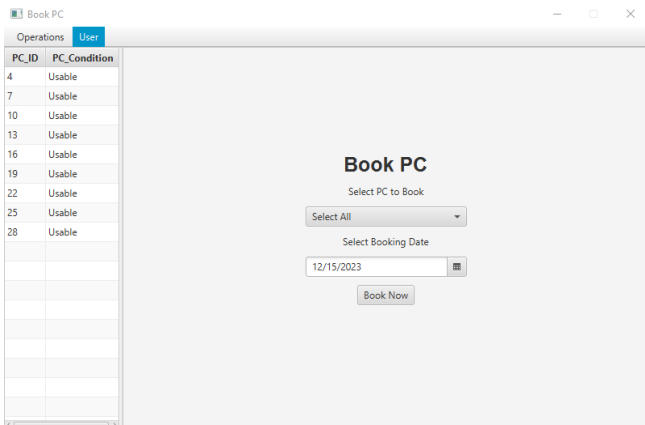 Book PC
Operations User
PC_ID PC_Condition
4 Usable
7 Usable
10 Usable
13 Usable
16 Usable
19 Usable
22 Usable
25 Usable
28 Usable
Book PC
Select PC to Book
Select All
Select Booking Date
12/15/2023
Book Now